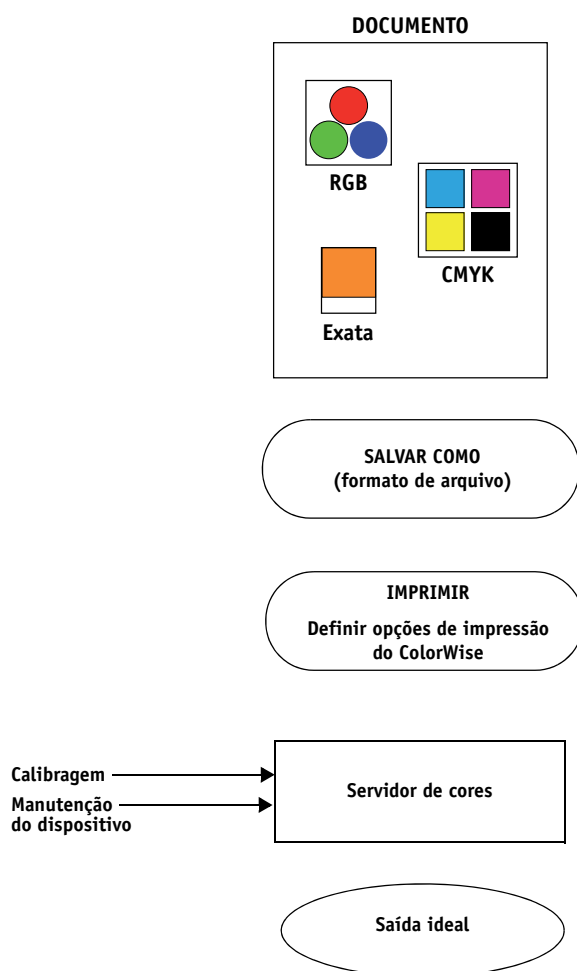 DOCUMENTO
RGB
CMYK
Exata
SALVAR COMO
(formato de arquivo)
IMPRIMIR
Definir opções de impressão
do ColorWise
Calibragem
Manutenção
do dispositivo
Servidor de cores
Saída ideal